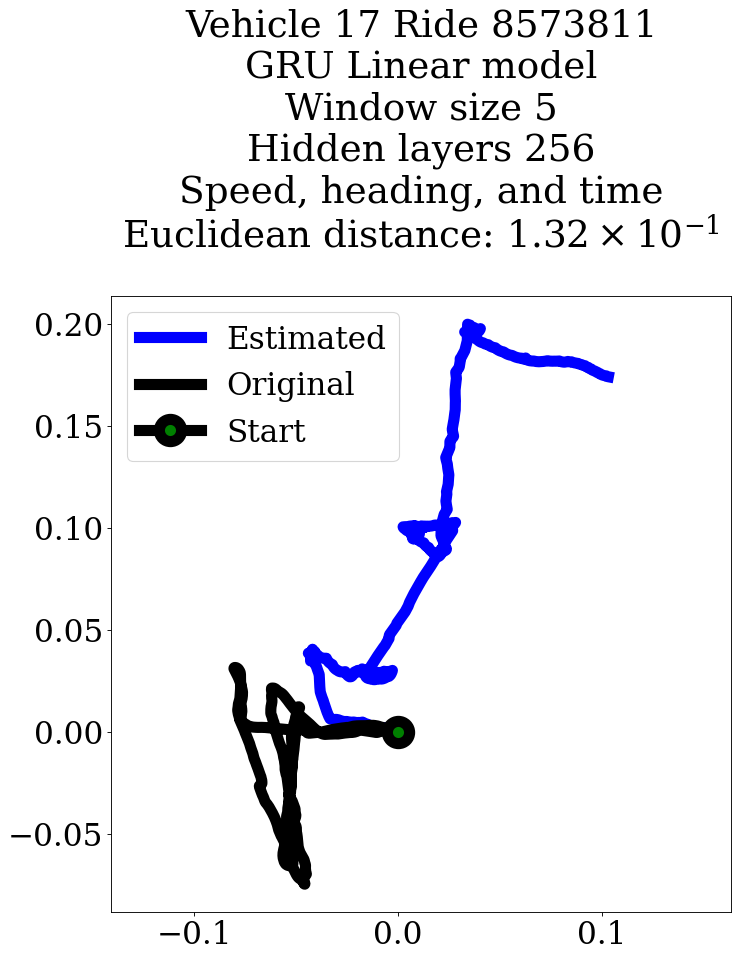 Vehicle 17 Ride 8573811
GRU Linear model
Window size 5
Hidden layers 256
Speed, heading, and time
Euclidean distance: 1.32 × 10⁻¹
Estimated
Original
Start
0.20
0.15
0.10
0.05
0.00
−0.05
−0.1
0.0
0.1